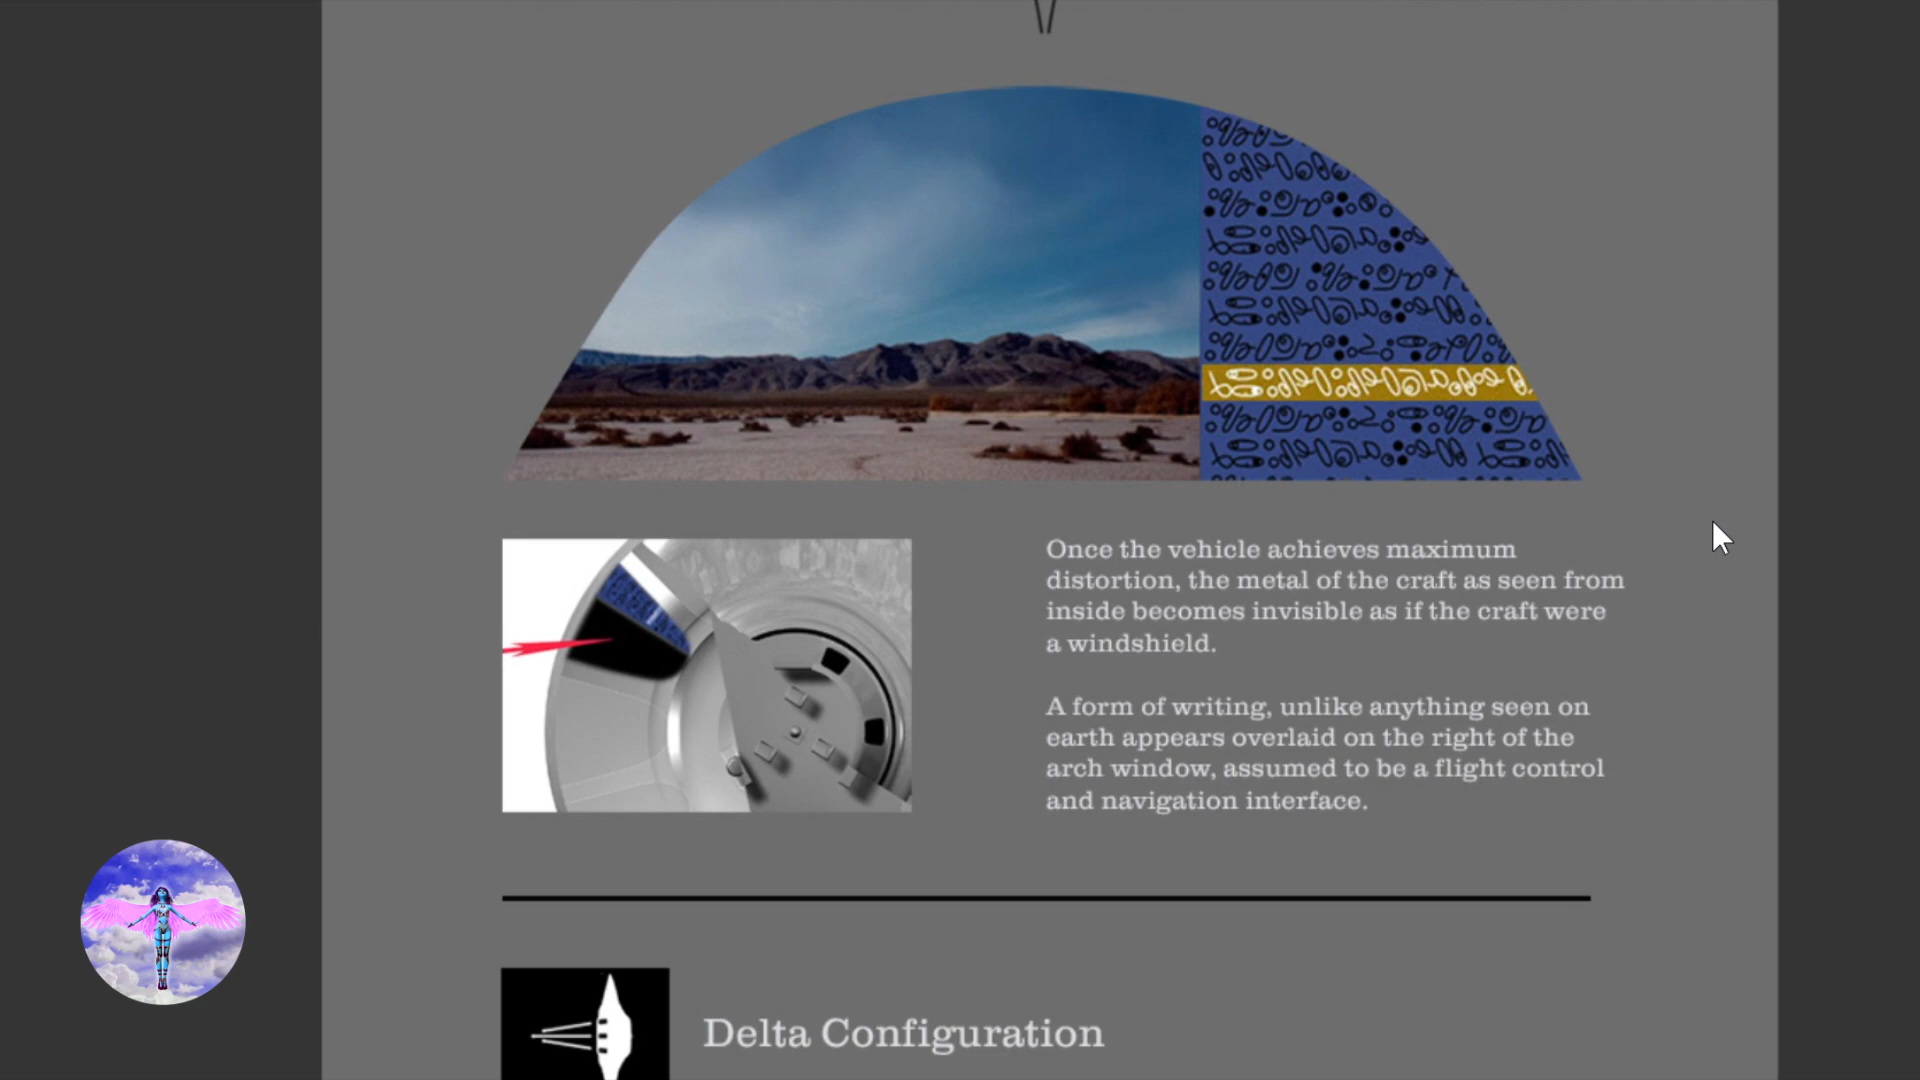 Once the vehicle achieves maximum
distortion, the metal of the craft as seen from
inside becomes invisible as if the craft were
a windshield.
A form of writing, unlike anything seen on
earth appears overlaid on the right of the
arch window, assumed to be a flight control
and navigation interface.
Delta Configuration